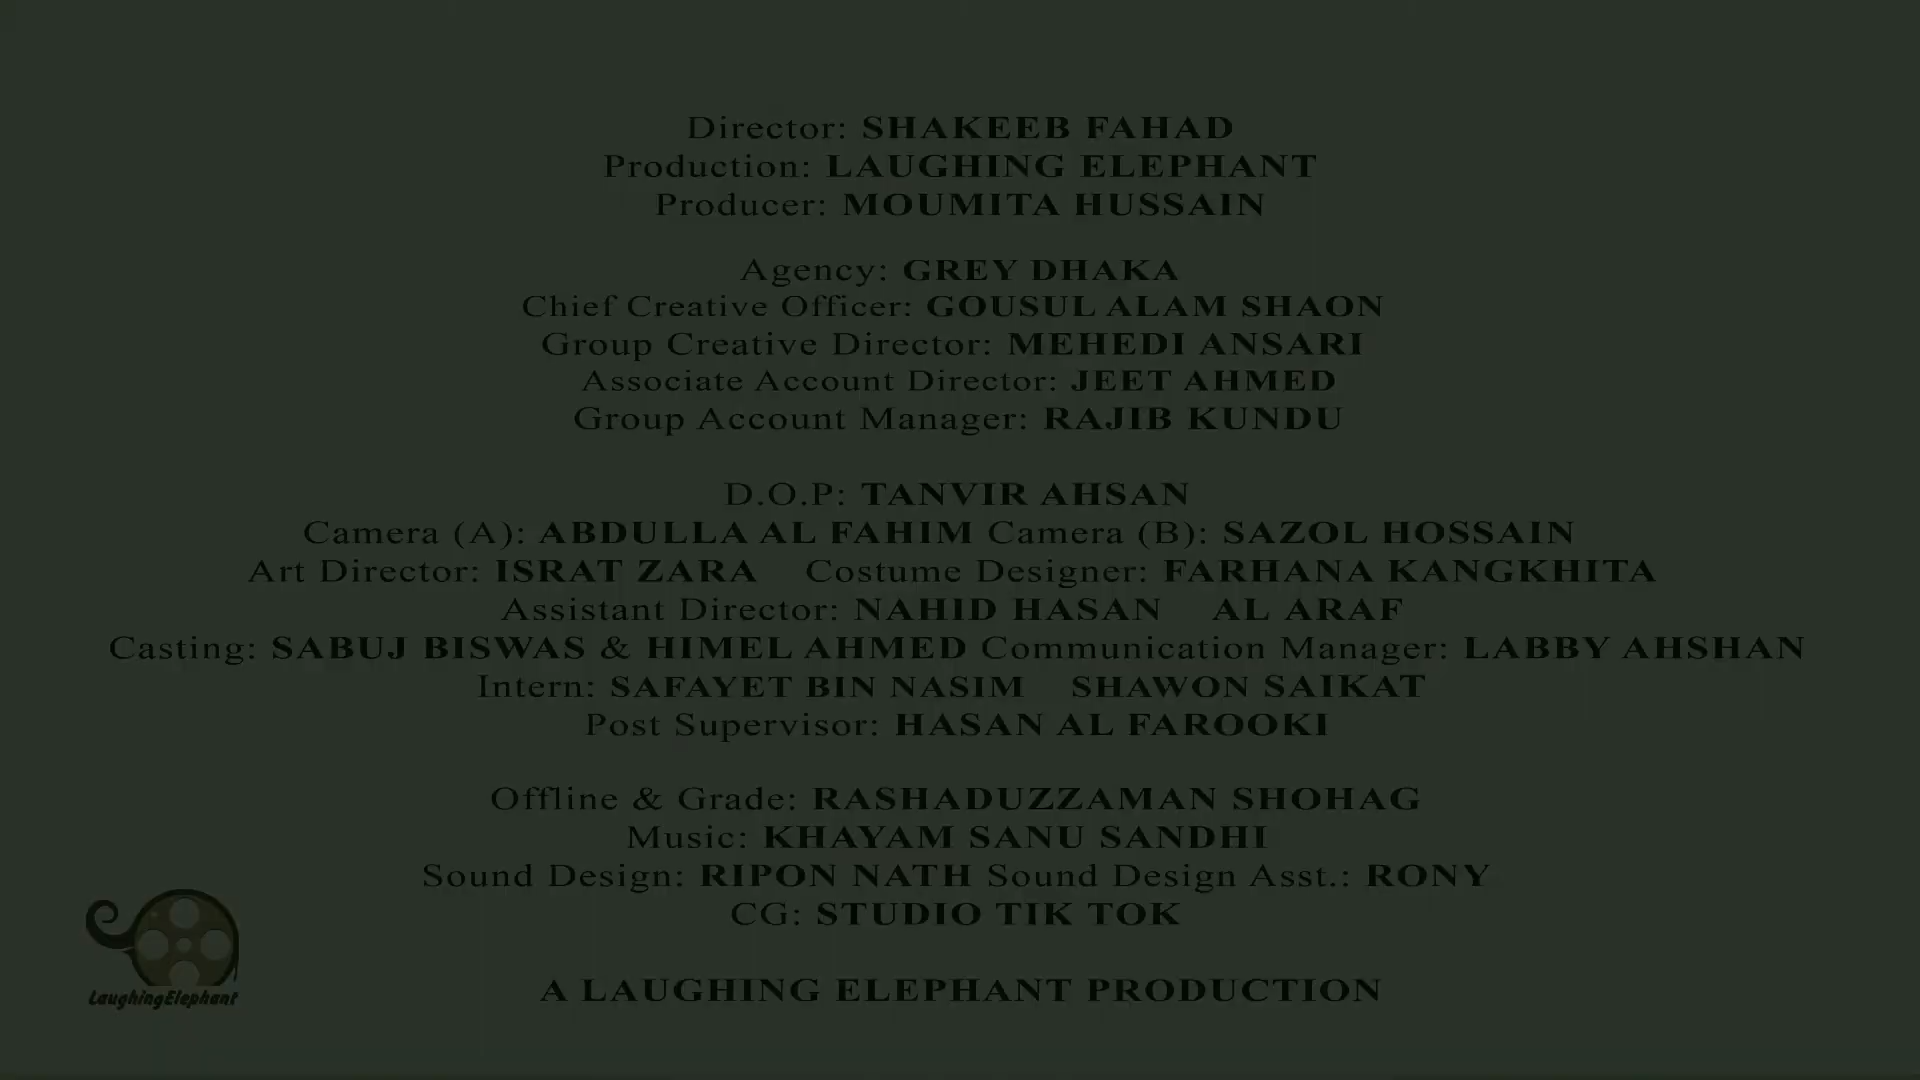 Director: SHAKEEB FAHAD
Production: LAUGHING ELEPHANT
Producer: MOUMITA HUSSAIN
Agency: GREY DHAKA
Chief Creative Officer: GOUSUL ALAM SHAON
Group Creative Director: MEHEDI ANSARI
Associate Account Director: JEET AHMED
Group Account Manager: RAJIB KUNDU
D.O.P: TANVIR AHSAN
Camera (A): ABDULLA AL FAHIM Camera (B): SAZOL HOSSAIN
Art Director: ISRAT ZARA Costume Designer: FARHANA KANGKHITA
Assistant Director: NAHID HASAN AL ARAF
Casting: SABUJ BISWAS & HIMEL AHMED Communication Manager: LABBY AHSHAN
Intern: SAFAYET BIN NASIM SHAWON SAIKAT
Post Supervisor: HASAN AL FAROOKI
Offline & Grade: RASHADUZZAMAN SHOHAG
Music: KHAYAM SANU SANDHI
Sound Design: RIPON NATH Sound Design Asst.: RONY
CG: STUDIO TIK TOK
LaughingElephant
A LAUGHING ELEPHANT PRODUCTION